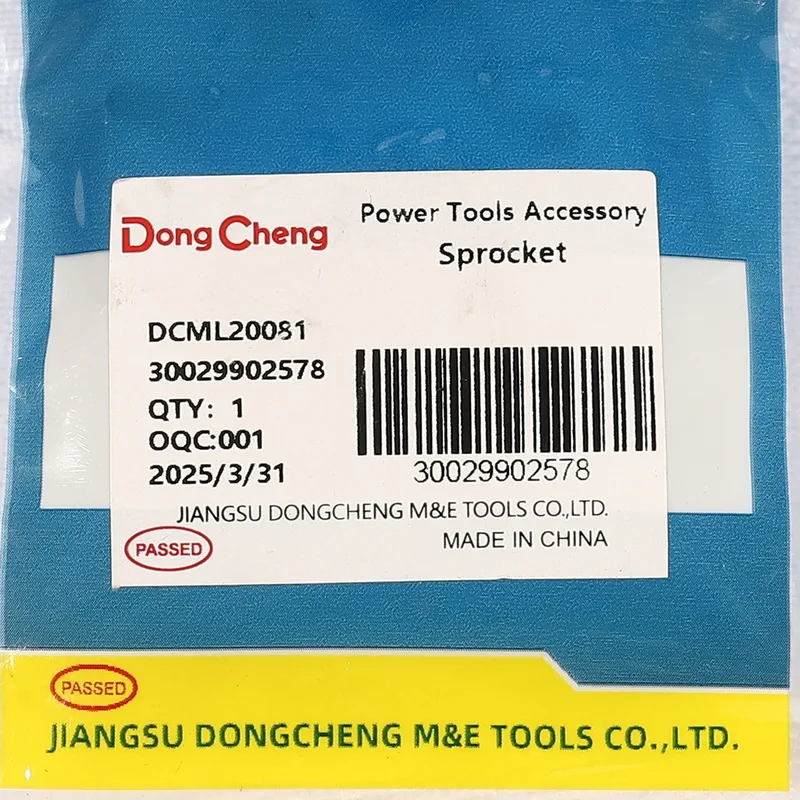 Dong Cheng
Power Tools Accessory
Sprocket
DCML20081
30029902578
QTY: 1
OQC:001
2025/3/31
30029902578
JIANGSU DONGCHENG M&E TOOLS CO.,LTD.
PASSED
MADE IN CHINA
PASSED
JIANGSU DONGCHENG M&E TOOLS CO.,LTD.